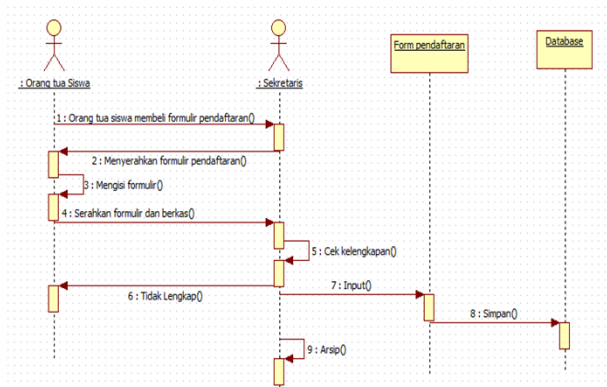 Form pendaftaran
Database
: Orang tua Siswa
: Sekretaris
1 : Orang tua siswa membeli formulir pendaftaran()
2 : Menyerahkan formulir pendaftaran()
3 : Mengisi formulir()
4 : Serahkan formulir dan berkas()
5 : Cek kelengkapan()
6 : Tidak Lengkap()
7 : Input()
8 : Simpan()
9 : Arsip()